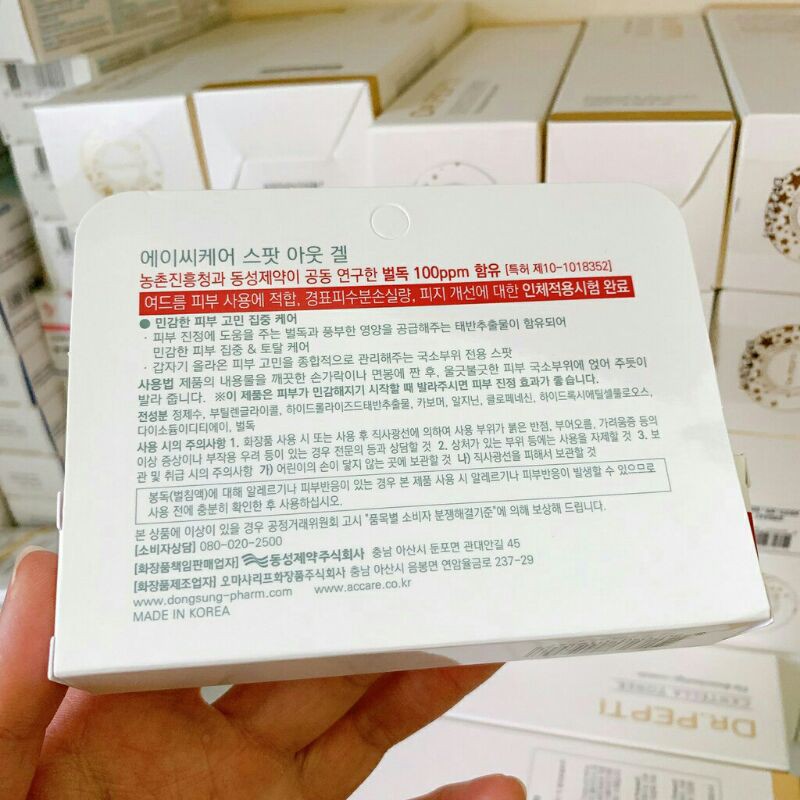 에이씨케어 스팟 아웃 겔
농촌진흥청과 동성제약이 공동 연구한 벌독 100ppm 함유 [특허 제10-1018352]
여드름 피부 사용에 적합, 경표피수분손실량, 피지 개선에 대한 인체적용시험 완료
● 민감한 피부 고민 집중 케어
· 피부 진정에 도움을 주는 벌독과 풍부한 영양을 공급해주는 태반추출물이 함유되어
민감한 피부 집중 & 토탈 케어
· 갑자기 올라온 피부 고민을 종합적으로 관리해주는 국소부위 전용 스팟
사용법 제품의 내용물을 깨끗한 손가락이나 면봉에 짠 후, 울긋불긋한 피부 국소부위에 얹어 주듯이
발라 줍니다. ※이 제품은 피부가 민감해지기 시작할 때 발라주시면 피부 진정 효과가 좋습니다.
전성분 정제수, 부틸렌글라이콜, 하이드롤라이즈드태반추출물, 카보머, 알지닌, 클로페네신, 하이드록시에틸셀룰로오스,
다이소듐이디티에이, 벌독
사용 시의 주의사항 1. 화장품 사용 시 또는 사용 후 직사광선에 의하여 사용 부위가 붉은 반점, 부어오름, 가려움증 등의
이상 증상이나 부작용 우려 등이 있는 경우 전문의 등과 상담할 것 2. 상처가 있는 부위 등에는 사용을 자제할 것 3. 보
관 및 취급 시의 주의사항 가) 어린이의 손이 닿지 않는 곳에 보관할 것 나) 직사광선을 피해서 보관할 것
봉독(벌침액)에 대해 알레르기나 피부반응이 있는 경우 본 제품 사용 시 알레르기나 피부반응이 발생할 수 있으므로
사용 전에 충분히 확인한 후 사용하십시오.
본 상품에 이상이 있을 경우 공정거래위원회 고시 "품목별 소비자 분쟁해결기준"에 의해 보상해 드립니다.
[소비자상담] 080-020-2500
[화장품책임판매업자] 동성제약주식회사 충남 아산시 둔포면 관대안길 45
[화장품제조업자] 오마샤리프화장품주식회사 충남 아산시 음봉면 연암율금로 237-29
www.dongsung-pharm.com www.accare.co.kr
MADE IN KOREA
DR.PEPTI
DR.PEPTI
CENTELLA TONER